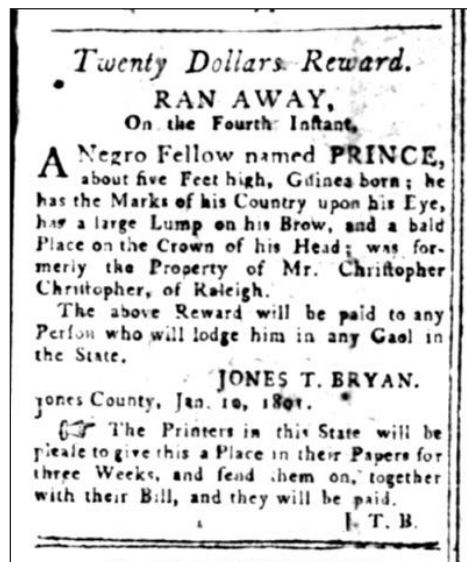 Twenty Dollars Reward.
RAN AWAY,
On the Fourth Inſtant,
A Negro Fellow named PRINCE,
about five Feet high, Guinea born; he
has the Marks of his Country upon his Eye,
has a large Lump on his Brow, and a bald
Place on the Crown of his Head; was for-
merly the Property of Mr. Chriſtopher
Chriſtopher, of Raleigh.
The above Reward will be paid to any
Perſon who will lodge him in any Gaol in
the State.
JONES T. BRYAN.
Jones County, Jan. 10, 1801.
☞ The Printers in this State will be
pleaſe to give this a Place in their Papers for
three Weeks, and ſend them on, together
with their Bill, and they will be paid.
J. T. B.